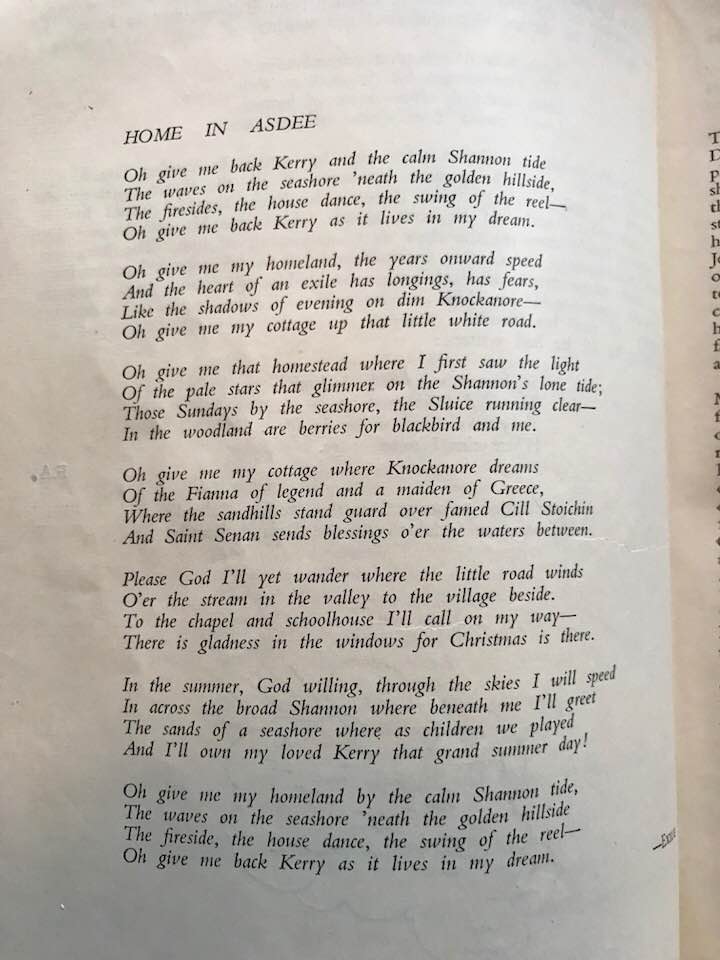 HOME IN ASDEE
Oh give me back Kerry and the calm Shannon tide
The waves on the seashore 'neath the golden hillside,
The firesides, the house dance, the swing of the reel—
Oh give me back Kerry as it lives in my dream.
Oh give me my homeland, the years onward speed
And the heart of an exile has longings, has fears,
Like the shadows of evening on dim Knockanore—
Oh give me my cottage up that little white road.
Oh give me that homestead where I first saw the light
Of the pale stars that glimmer on the Shannon's lone tide;
Those Sundays by the seashore, the Sluice running clear—
In the woodland are berries for blackbird and me.
Oh give me my cottage where Knockanore dreams
Of the Fianna of legend and a maiden of Greece,
Where the sandhills stand guard over famed Cill Stoichin
And Saint Senan sends blessings o'er the waters between.
Please God I'll yet wander where the little road winds
O'er the stream in the valley to the village beside.
To the chapel and schoolhouse I'll call on my way—
There is gladness in the windows for Christmas is there.
In the summer, God willing, through the skies I will speed
In across the broad Shannon where beneath me I'll greet
The sands of a seashore where as children we played
And I'll own my loved Kerry that grand summer day!
Oh give me my homeland by the calm Shannon tide,
The waves on the seashore 'neath the golden hillside
The fireside, the house dance, the swing of the reel—
Oh give me back Kerry as it lives in my dream.
—Exile